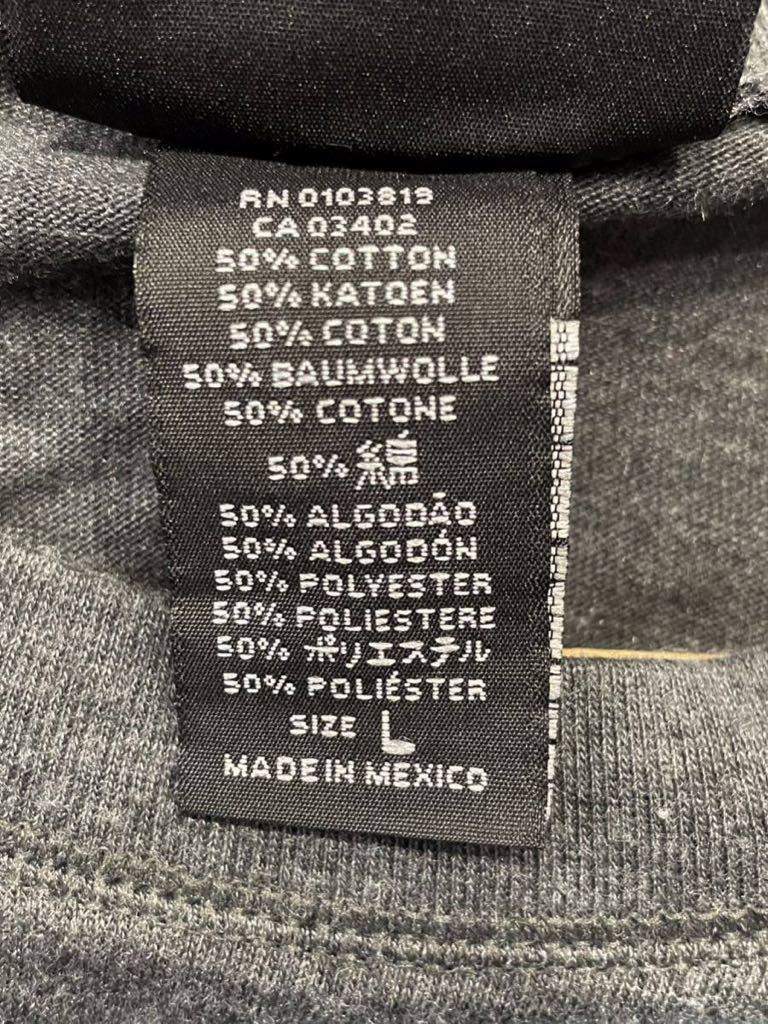 RN 0103819
CA 03402
50% COTTON
50% KATOEN
50% COTON
50% BAUMWOLLE
50% COTONE
50% 綿
50% ALGODÃO
50% ALGODÓN
50% POLYESTER
50% POLIESTERE
50% ポリエステル
50% POLIÉSTER
SIZE L
MADE IN MEXICO